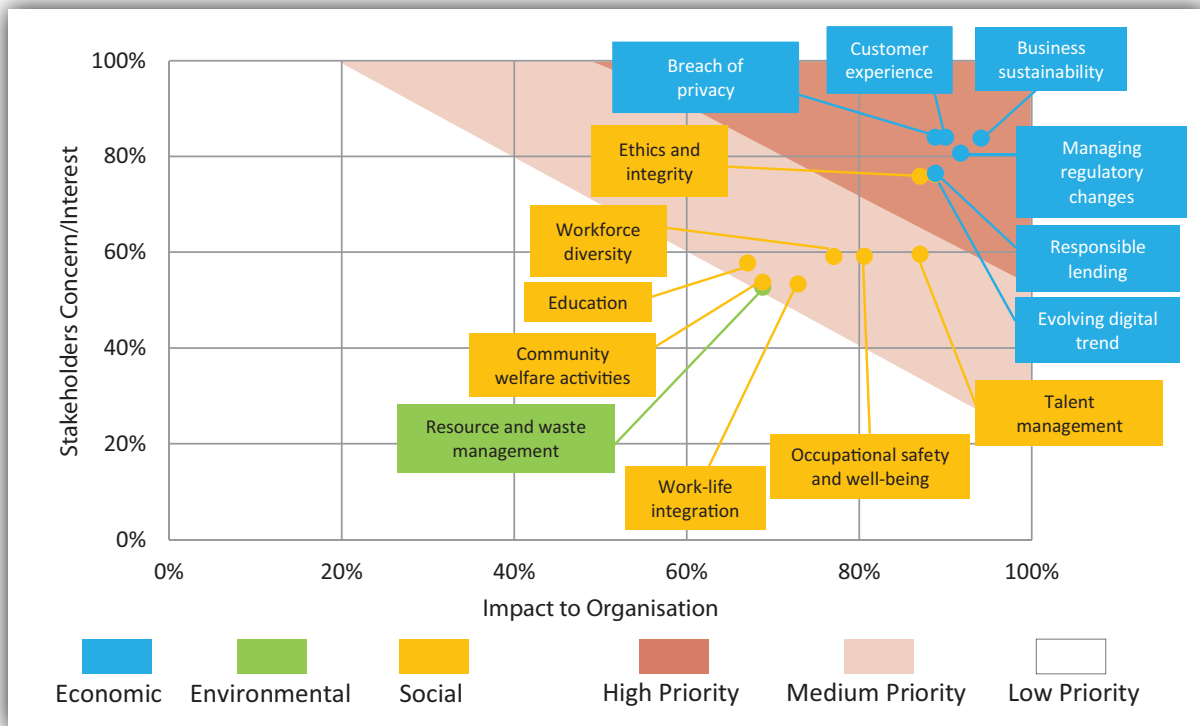 Stakeholders Concern/Interest
100%
80%
60%
40%
20%
0%
Breach of
privacy
Customer
experience
Business
sustainability
Ethics and
integrity
Managing
regulatory
changes
Workforce
diversity
Responsible
lending
Education
Evolving digital
trend
Community
welfare activities
Talent
management
Resource and waste
management
Occupational safety
and well-being
Work-life
integration
0%
20%
40%
60%
80%
100%
Impact to Organisation
Economic
Environmental
Social
High Priority
Medium Priority
Low Priority